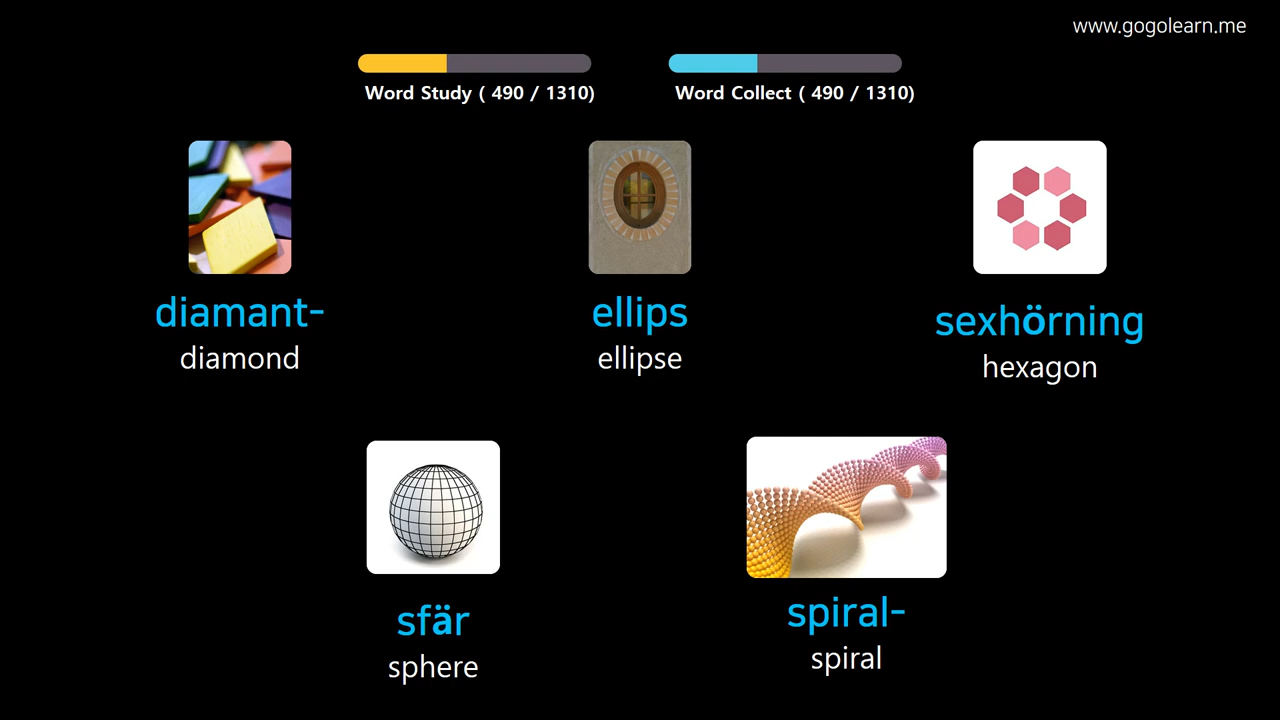 www.gogolearn.me
Word Study ( 490 / 1310)
Word Collect ( 490 / 1310)
diamant-
diamond
ellips
ellipse
sexhörning
hexagon
sfär
sphere
spiral-
spiral